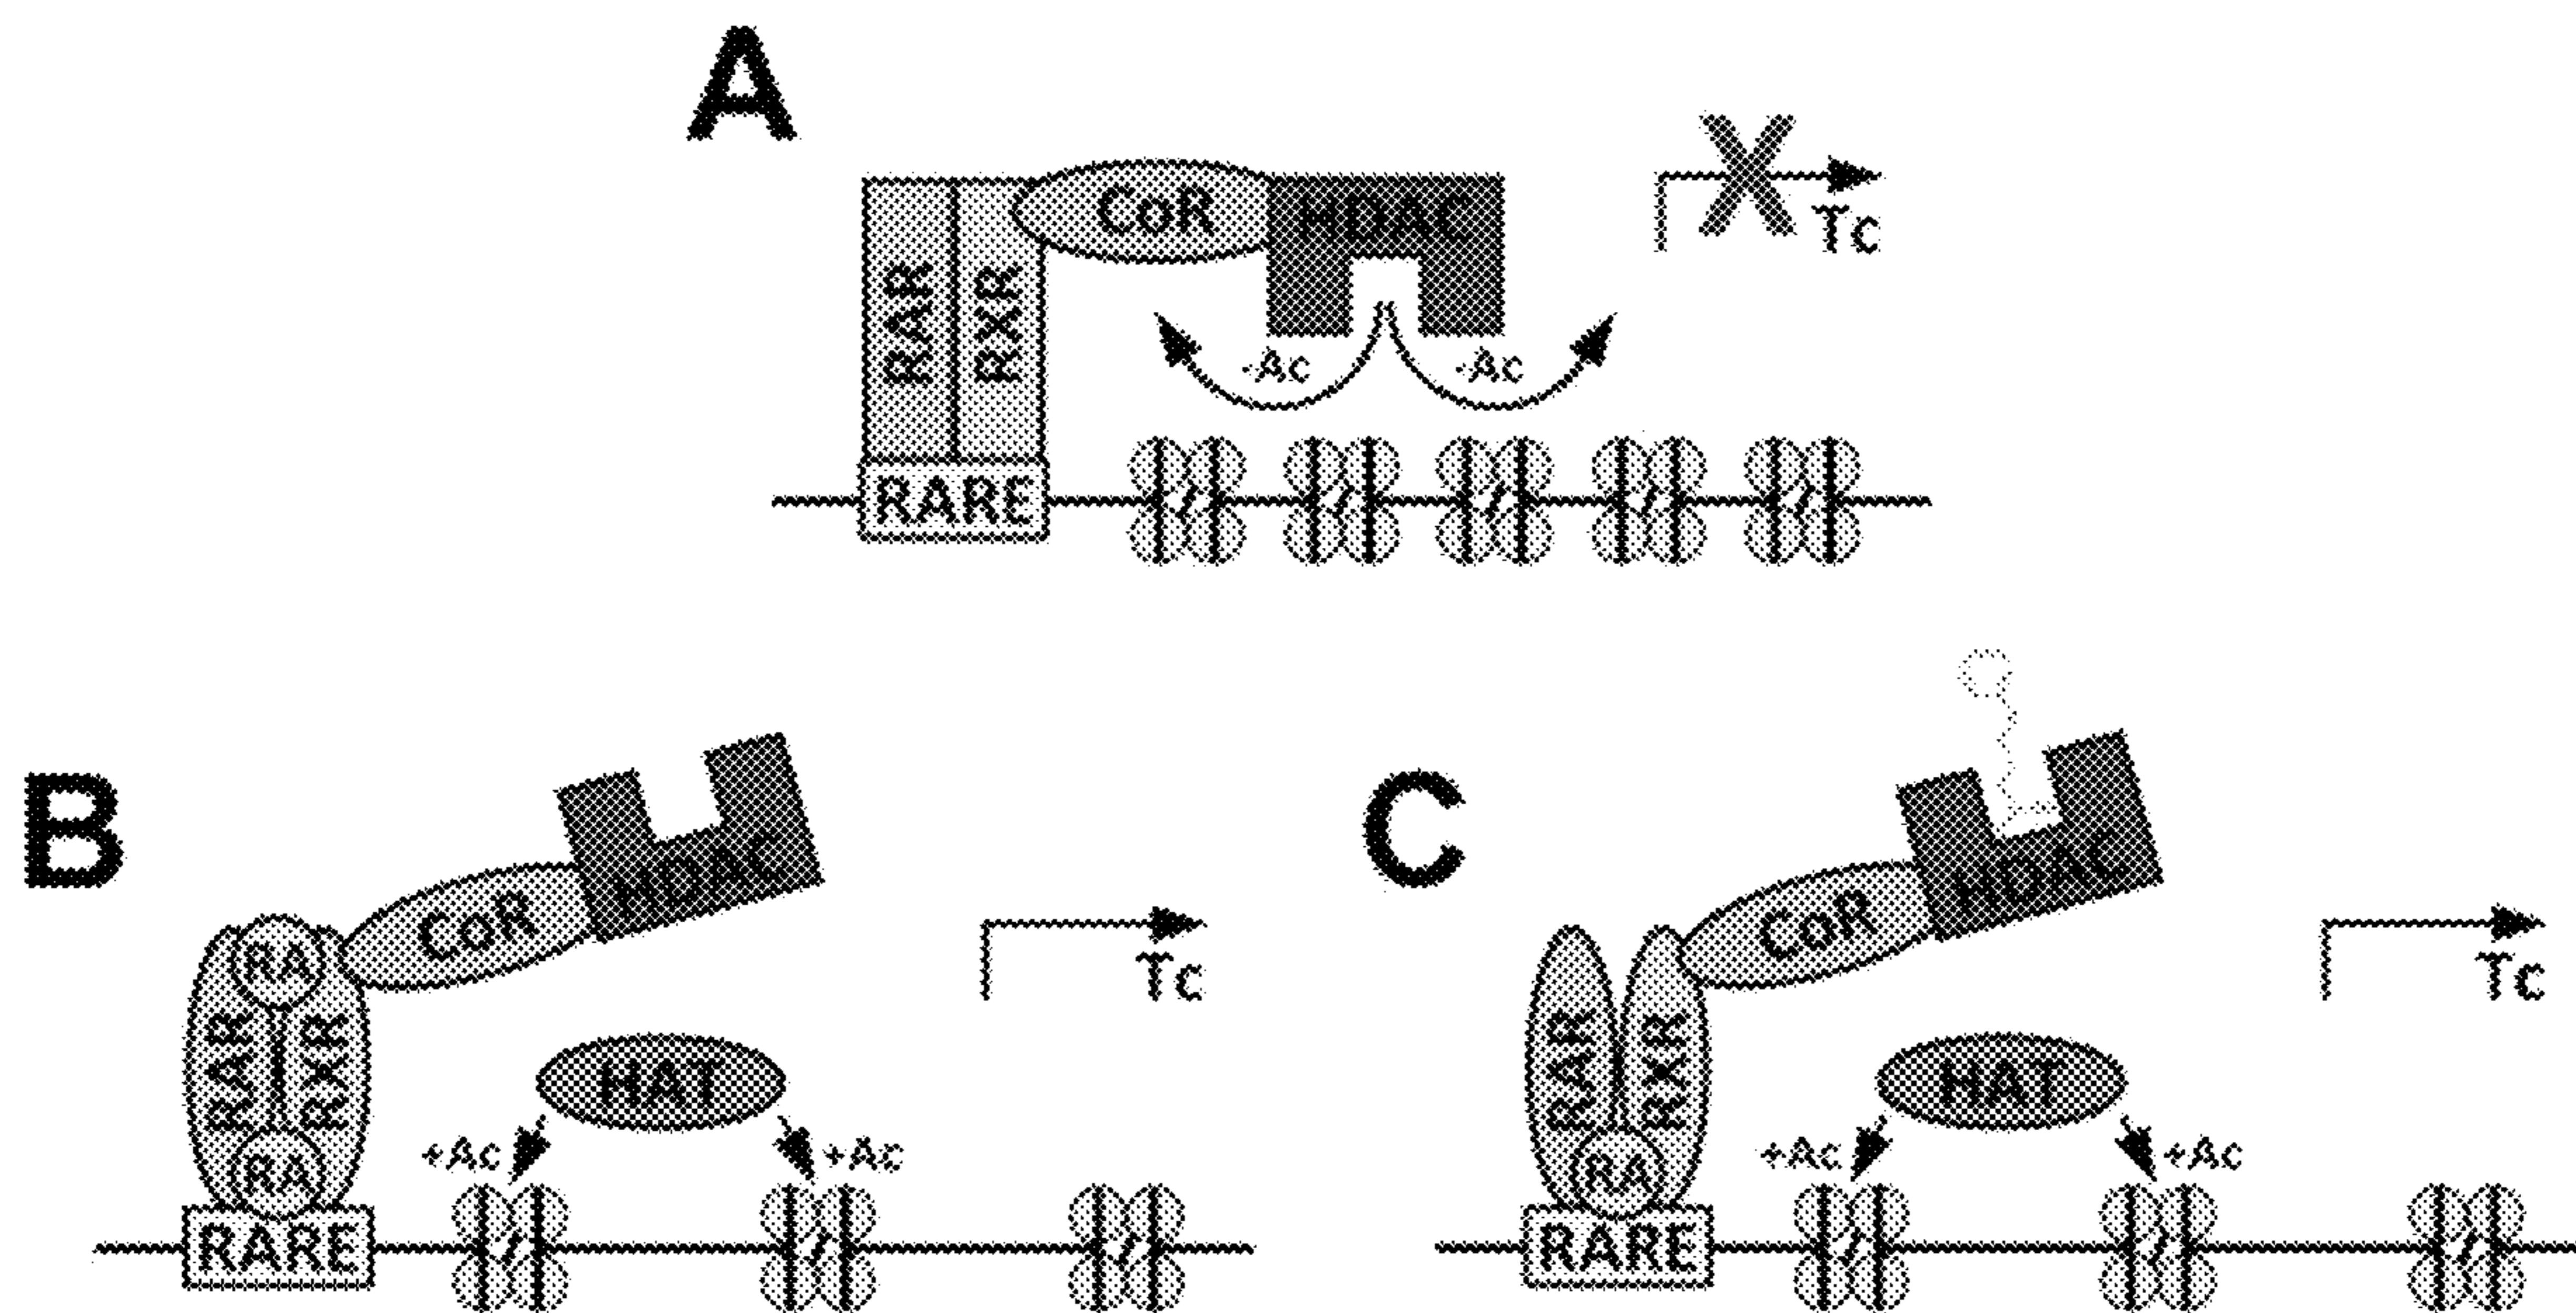 A
CoR
HDAC
Tc
RAR
RXR
-Ac
-Ac
RARE
B
CoR
HDAC
RA
Tc
RAR
RXR
HAT
+Ac
+Ac
RA
RARE
C
CoR
HDAC
Tc
RAR
RXR
HAT
+Ac
+Ac
RA
RARE